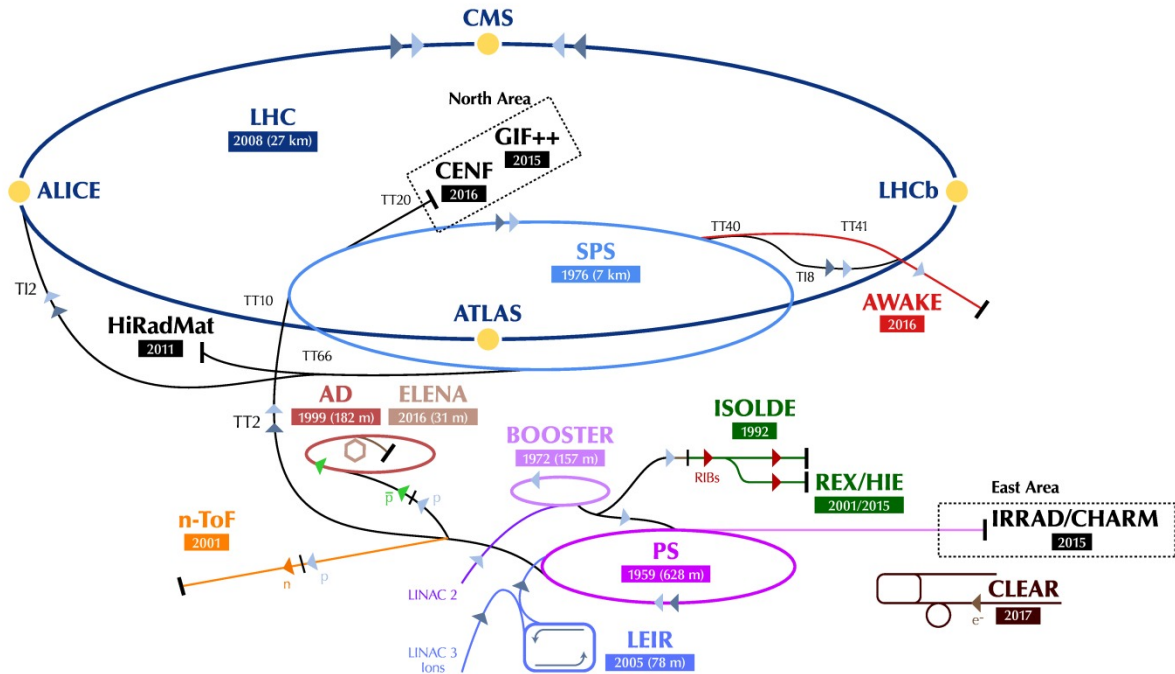 CMS
North Area
LHC
2008 (27 km)
GIF++
2015
CENF
2016
ALICE
LHCb
TT20
TT40
TT41
SPS
1976 (7 km)
TI2
TT10
TI8
ATLAS
AWAKE
2016
HiRadMat
2011
TT66
AD
1999 (182 m)
ELENA
2016 (31 m)
TT2
ISOLDE
1992
BOOSTER
1972 (157 m)
RIBs
REX/HIE
2001/2015
p̄
p
East Area
n-ToF
2001
IRRAD/CHARM
2015
PS
1959 (628 m)
n
p
LINAC 2
CLEAR
2017
e-
LEIR
2005 (78 m)
LINAC 3
Ions